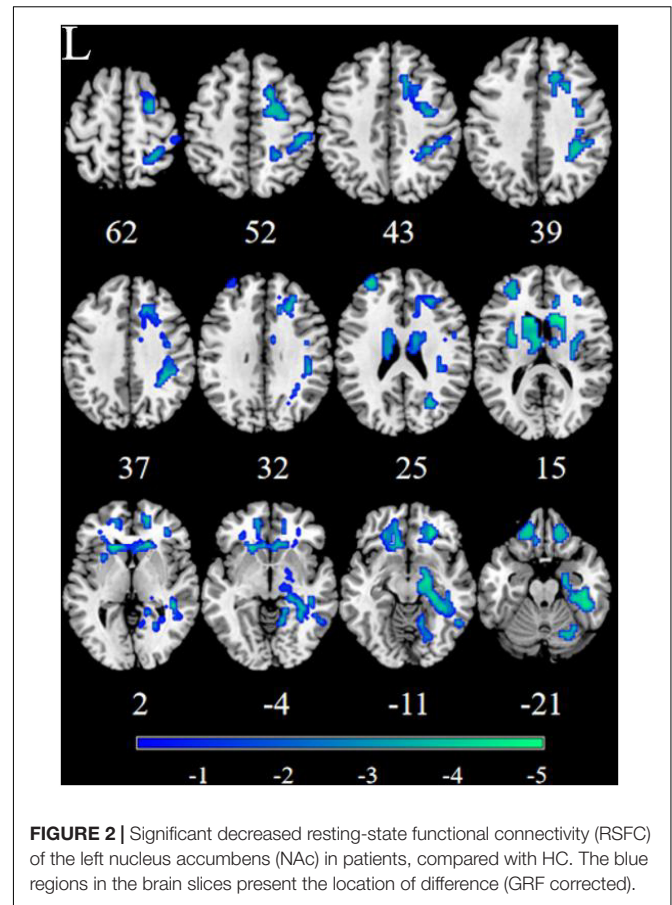 L
62 52 43 39
37 32 25 15
2 -4 -11 -21
-1 -2 -3 -4 -5
FIGURE 2 | Significant decreased resting-state functional connectivity (RSFC)
of the left nucleus accumbens (NAc) in patients, compared with HC. The blue
regions in the brain slices present the location of difference (GRF corrected).